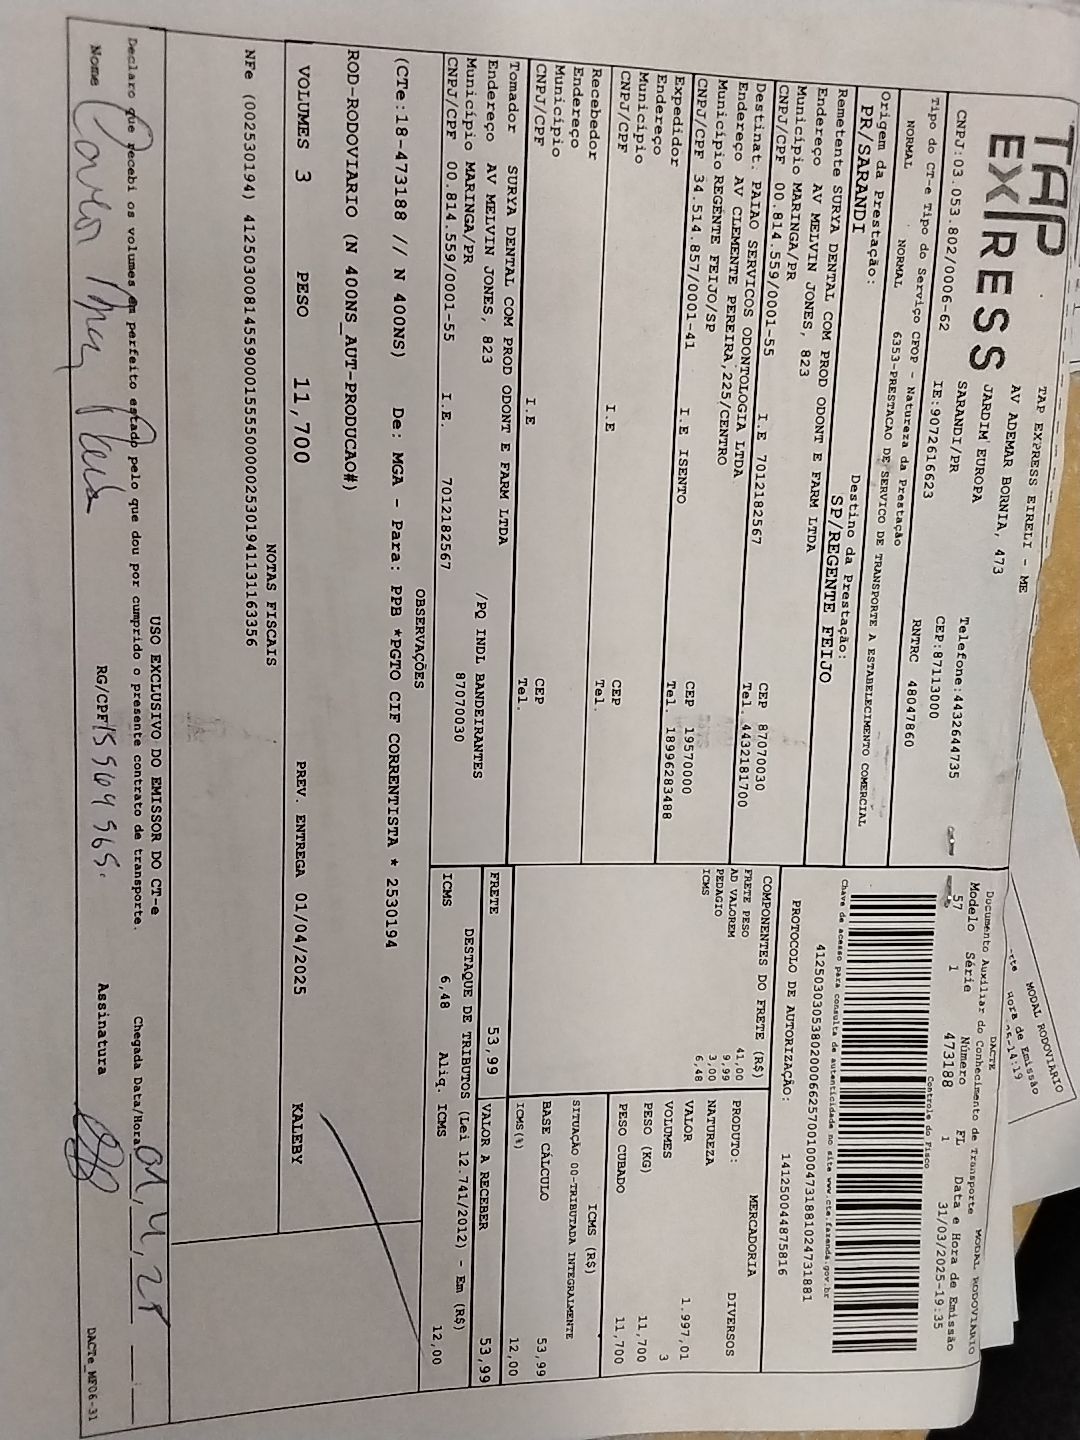 TAP
EX|RESS
TAP EXPRESS EIRELI - ME
AV ADEMAR BORNIA, 473
JARDIM EUROPA
SARANDI/PR
CNPJ:03.053.802/0006-62 IE:9072616623 CEP:87113000 Telefone:4432644735
DACTE
Documento Auxiliar do Conhecimento de Transporte MODAL RODOVIARIO
Modelo Série Número FL Data e Hora de Emissão
57 1 473188 1 31/03/2025-19:35
Controle do Fisco
Tipo do CT-e Tipo do Serviço CFOP - Natureza da Prestação RNTRC 48047860
NORMAL NORMAL 6353-PRESTACAO DE SERVICO DE TRANSPORTE A ESTABELECIMENTO COMERCIAL
Chave de acesso para consulta de autenticidade no site www.cte.fazenda.gov.br
41250303053802000662570010004731881024731881
Origem da Prestação: Destino da Prestação:
PR/SARANDI SP/REGENTE FEIJO
PROTOCOLO DE AUTORIZAÇÃO: 141250044875816
Remetente SURYA DENTAL COM PROD ODONT E FARM LTDA
Endereço AV MELVIN JONES, 823
Município MARINGA/PR CEP 87070030
CNPJ/CPF 00.814.559/0001-55 I.E 7012182567 Tel. 4432181700
Destinat: PAIAO SERVICOS ODONTOLOGIA LTDA
Endereço AV CLEMENTE PEREIRA,225/CENTRO
Município REGENTE FEIJO/SP CEP 19570000
CNPJ/CPF 34.514.857/0001-41 I.E ISENTO Tel. 18996283488
Expedidor
Endereço
Município CEP
CNPJ/CPF I.E Tel.
Recebedor
Endereço
Município CEP
CNPJ/CPF I.E Tel.
Tomador SURYA DENTAL COM PROD ODONT E FARM LTDA
Endereço AV MELVIN JONES, 823 /PQ INDL BANDEIRANTES
Município MARINGA/PR 87070030
CNPJ/CPF 00.814.559/0001-55 I.E. 7012182567
COMPONENTES DO FRETE (R$)
FRETE PESO 41,00
AD VALOREM 9,99
PEDAGIO 3,00
ICMS 6,48
PRODUTO: MERCADORIA
NATUREZA DIVERSOS
VALOR 1.997,01
VOLUMES 3
PESO (KG) 11,700
PESO CUBADO 11,700
ICMS (R$)
SITUAÇÃO 00-TRIBUTADA INTEGRALMENTE
BASE CÁLCULO 53,99
ICMS(%) 12,00
FRETE 53,99 VALOR A RECEBER 53,99
DESTAQUE DE TRIBUTOS (Lei 12.741/2012) - Em (R$)
ICMS 6,48 Aliq. ICMS 12,00
OBSERVAÇÕES
(CTe:18-473188 // N 400NS) De: MGA - Para: PPB *PGTO CIF CORRENTISTA * 2530194
ROD-RODOVIARIO (N 400NS_AUT-PRODUCAO#)
VOLUMES 3 PESO 11,700 PREV. ENTREGA 01/04/2025 KALEBY
NOTAS FISCAIS
NFe (002530194) 41250300814559000155550000025301941131163356
USO EXCLUSIVO DO EMISSOR DO CT-e
Declaro que recebi os volumes em perfeito estado pelo que dou por cumprido o presente contrato de transporte. Chegada Data/Hora 01/4/25
Nome RG/CPF Assinatura
DACTe_MF06-31
MODAL RODOVIARIO
Hora de Emissão